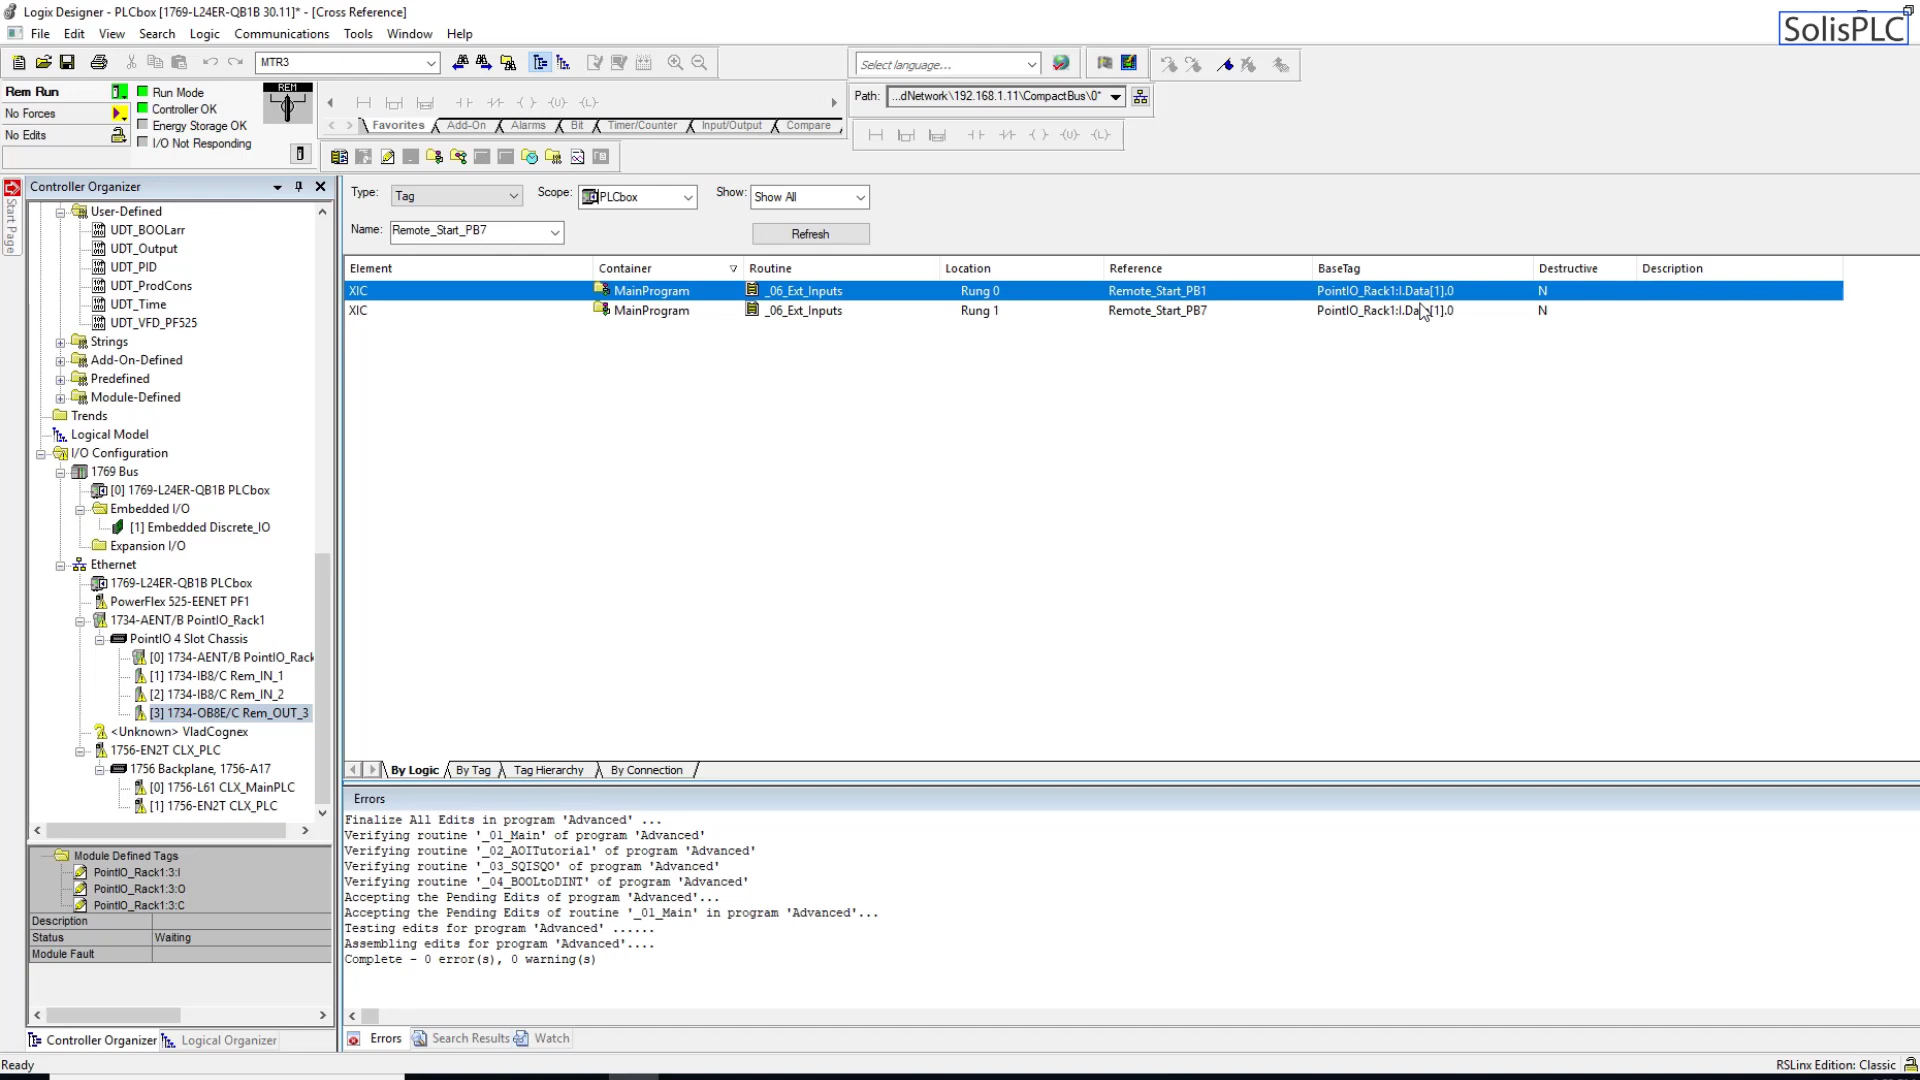 Logix Designer - PLCbox [1769-L24ER-QB1B 30.11]* - [Cross Reference]
SolisPLC
File Edit View Search Logic Communications Tools Window Help
MTR3
Select language...
Rem Run
No Forces
No Edits
Run Mode
Controller OK
Energy Storage OK
I/O Not Responding
REM
Path: ...dNetwork\192.168.1.11\CompactBus\0*
Favorites Add-On Alarms Bit Timer/Counter Input/Output Compare
Start Page
Controller Organizer
User-Defined
UDT_BOOLarr
UDT_Output
UDT_PID
UDT_ProdCons
UDT_Time
UDT_VFD_PF525
Strings
Add-On-Defined
Predefined
Module-Defined
Trends
Logical Model
I/O Configuration
1769 Bus
[0] 1769-L24ER-QB1B PLCbox
Embedded I/O
[1] Embedded Discrete_IO
Expansion I/O
Ethernet
1769-L24ER-QB1B PLCbox
PowerFlex 525-EENET PF1
1734-AENT/B PointIO_Rack1
PointIO 4 Slot Chassis
[0] 1734-AENT/B PointIO_Rack
[1] 1734-IB8/C Rem_IN_1
[2] 1734-IB8/C Rem_IN_2
[3] 1734-OB8E/C Rem_OUT_3
<Unknown> VladCognex
1756-EN2T CLX_PLC
1756 Backplane, 1756-A17
[0] 1756-L61 CLX_MainPLC
[1] 1756-EN2T CLX_PLC
Module Defined Tags
PointIO_Rack1:3:I
PointIO_Rack1:3:O
PointIO_Rack1:3:C
Description
Status Waiting
Module Fault
Controller Organizer Logical Organizer
Type: Tag Scope: PLCbox Show: Show All
Name: Remote_Start_PB7 Refresh
Element Container Routine Location Reference BaseTag Destructive Description
XIC MainProgram _06_Ext_Inputs Rung 0 Remote_Start_PB1 PointIO_Rack1:I.Data[1].0 N
XIC MainProgram _06_Ext_Inputs Rung 1 Remote_Start_PB7 PointIO_Rack1:I.Data[1].0 N
By Logic By Tag Tag Hierarchy By Connection
Errors
Finalize All Edits in program 'Advanced' ...
Verifying routine '_01_Main' of program 'Advanced'
Verifying routine '_02_AOITutorial' of program 'Advanced'
Verifying routine '_03_SQISQO' of program 'Advanced'
Verifying routine '_04_BOOLtoDINT' of program 'Advanced'
Accepting the Pending Edits of program 'Advanced'...
Accepting the Pending Edits of routine '_01_Main' in program 'Advanced'...
Testing edits for program 'Advanced' ......
Assembling edits for program 'Advanced'....
Complete - 0 error(s), 0 warning(s)
Errors Search Results Watch
Ready
RSLinx Edition: Classic